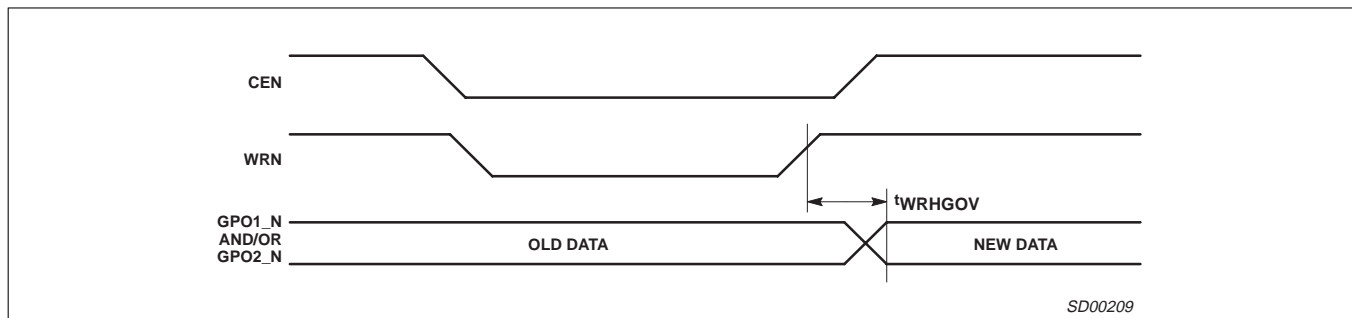 CEN
WRN
tWRHGOV
GPO1_N
AND/OR
GPO2_N
OLD DATA
NEW DATA
SD00209